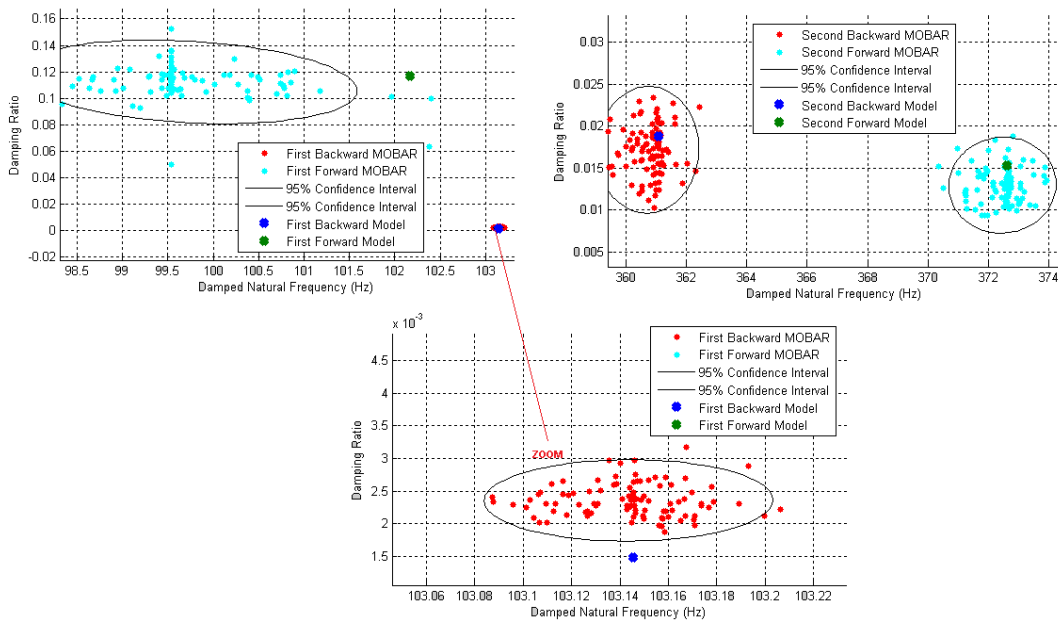 0.16
0.14
0.12
0.1
0.08
0.06
0.04
0.02
0
-0.02
Damping Ratio
98.5
99
99.5
100
100.5
101
101.5
102
102.5
103
Damped Natural Frequency (Hz)
First Backward MOBAR
First Forward MOBAR
95% Confidence Interval
95% Confidence Interval
First Backward Model
First Forward Model
0.03
0.025
0.02
0.015
0.01
0.005
Damping Ratio
360
362
364
366
368
370
372
374
Damped Natural Frequency (Hz)
Second Backward MOBAR
Second Forward MOBAR
95% Confidence Interval
95% Confidence Interval
Second Backward Model
Second Forward Model
x 10⁻³
4.5
4
3.5
3
2.5
2
1.5
Damping Ratio
ZOOM
103.06
103.08
103.1
103.12
103.14
103.16
103.18
103.2
103.22
Damped Natural Frequency (Hz)
First Backward MOBAR
First Forward MOBAR
95% Confidence Interval
95% Confidence Interval
First Backward Model
First Forward Model